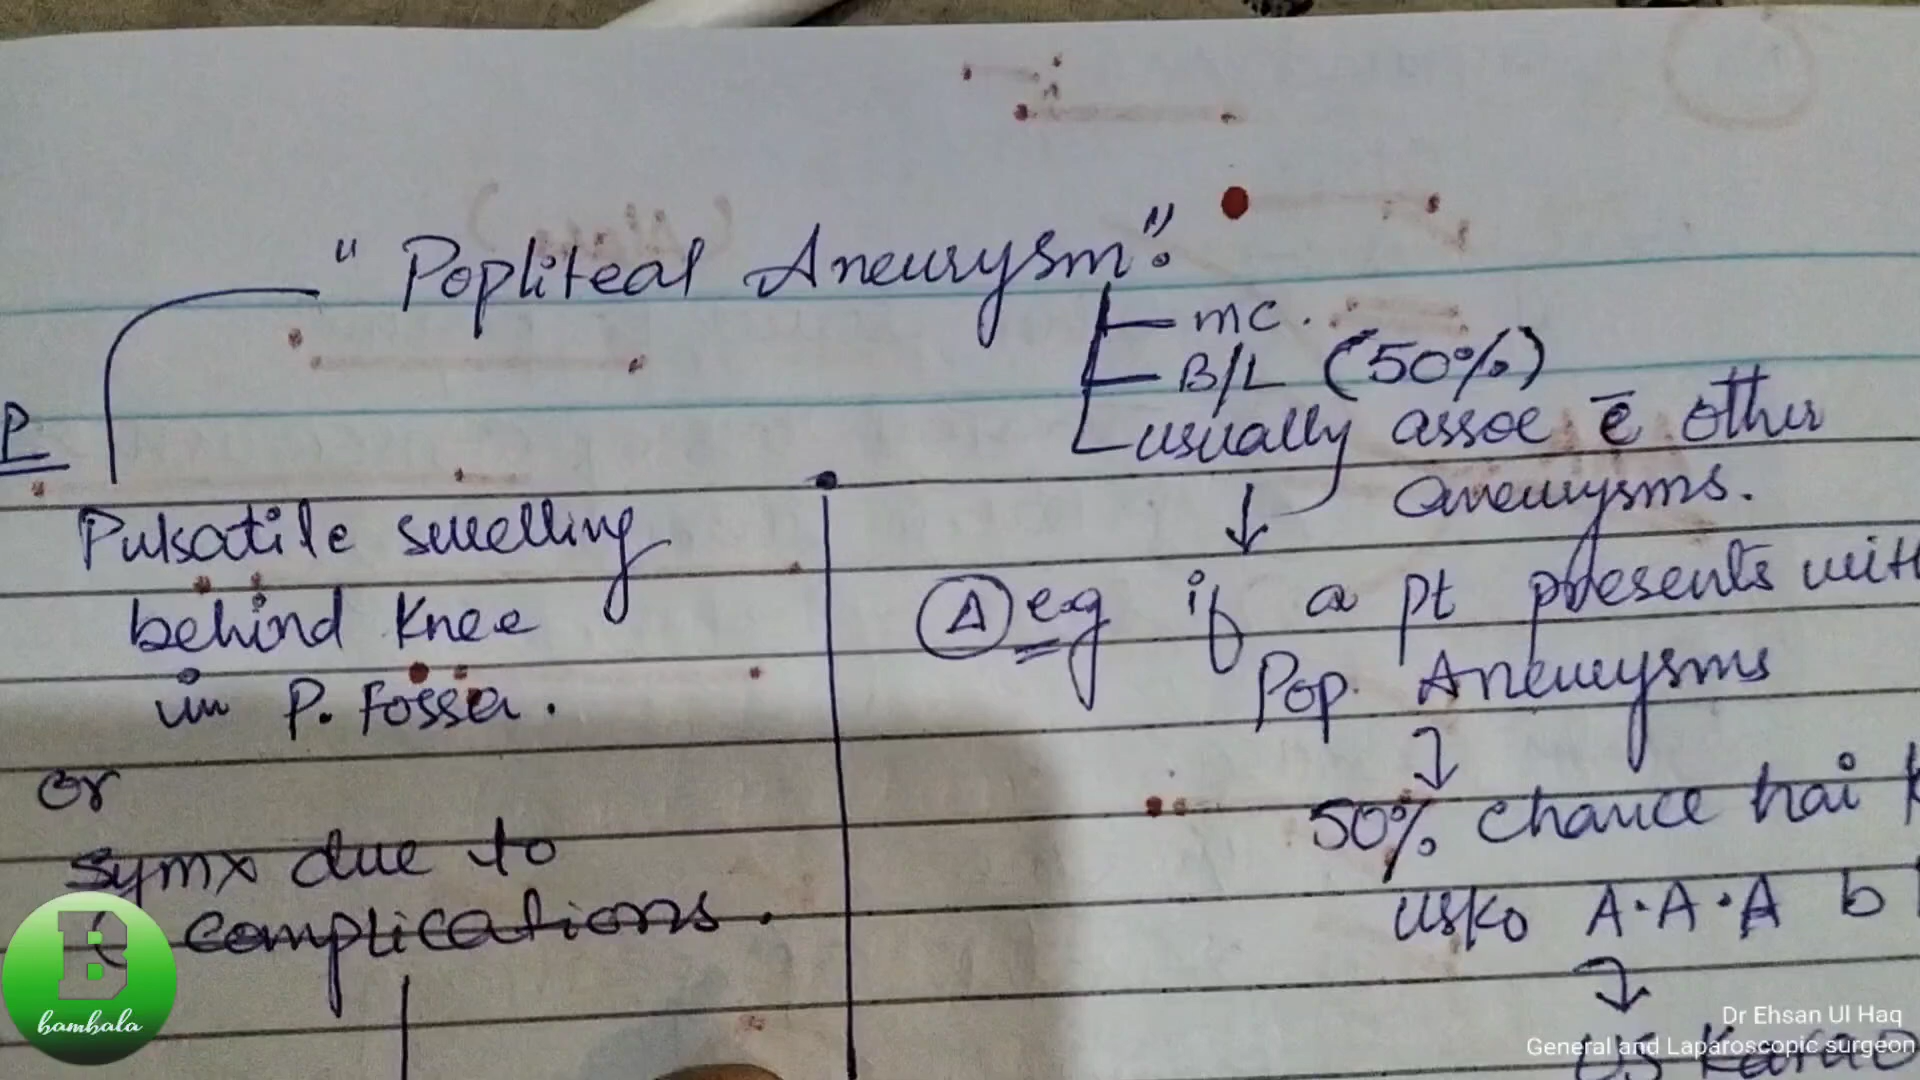 " Popliteal Aneurysm":
mc.
B/L (50%)
usually assoc c̄ other
aneurysms.
P
Pulsatile swelling
behind Knee
in P. Fossa.
or
symx due to
complications.
A eg if a pt presents with
Pop. Aneurysms
50% chance hai K
usko A.A.A b
US Karao
B
bambala
Dr Ehsan Ul Haq
General and Laparoscopic surgeon